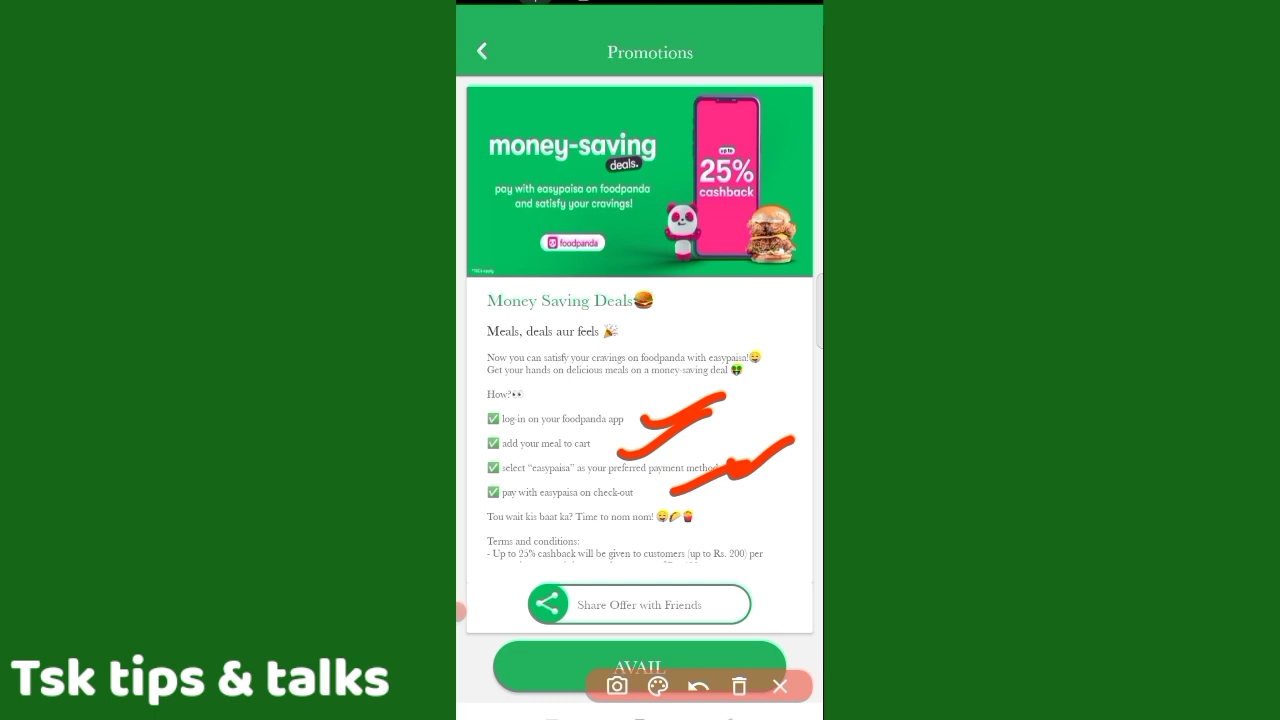 Promotions
money-saving
deals.
pay with easypaisa on foodpanda
and satisfy your cravings!
foodpanda
up to
25%
cashback
Money Saving Deals🍔
Meals, deals aur feels 🎉
Now you can satisfy your cravings on foodpanda with easypaisa!😄
Get your hands on delicious meals on a money-saving deal 🤑
How?👀
✅ log-in on your foodpanda app
✅ add your meal to cart
✅ select “easypaisa” as your preferred payment method
✅ pay with easypaisa on check-out
Tou wait kis baat ka? Time to nom nom! 😄🌮🍟
Terms and conditions:
- Up to 25% cashback will be given to customers (up to Rs. 200) per
Share Offer with Friends
AVAIL
Tsk tips & talks